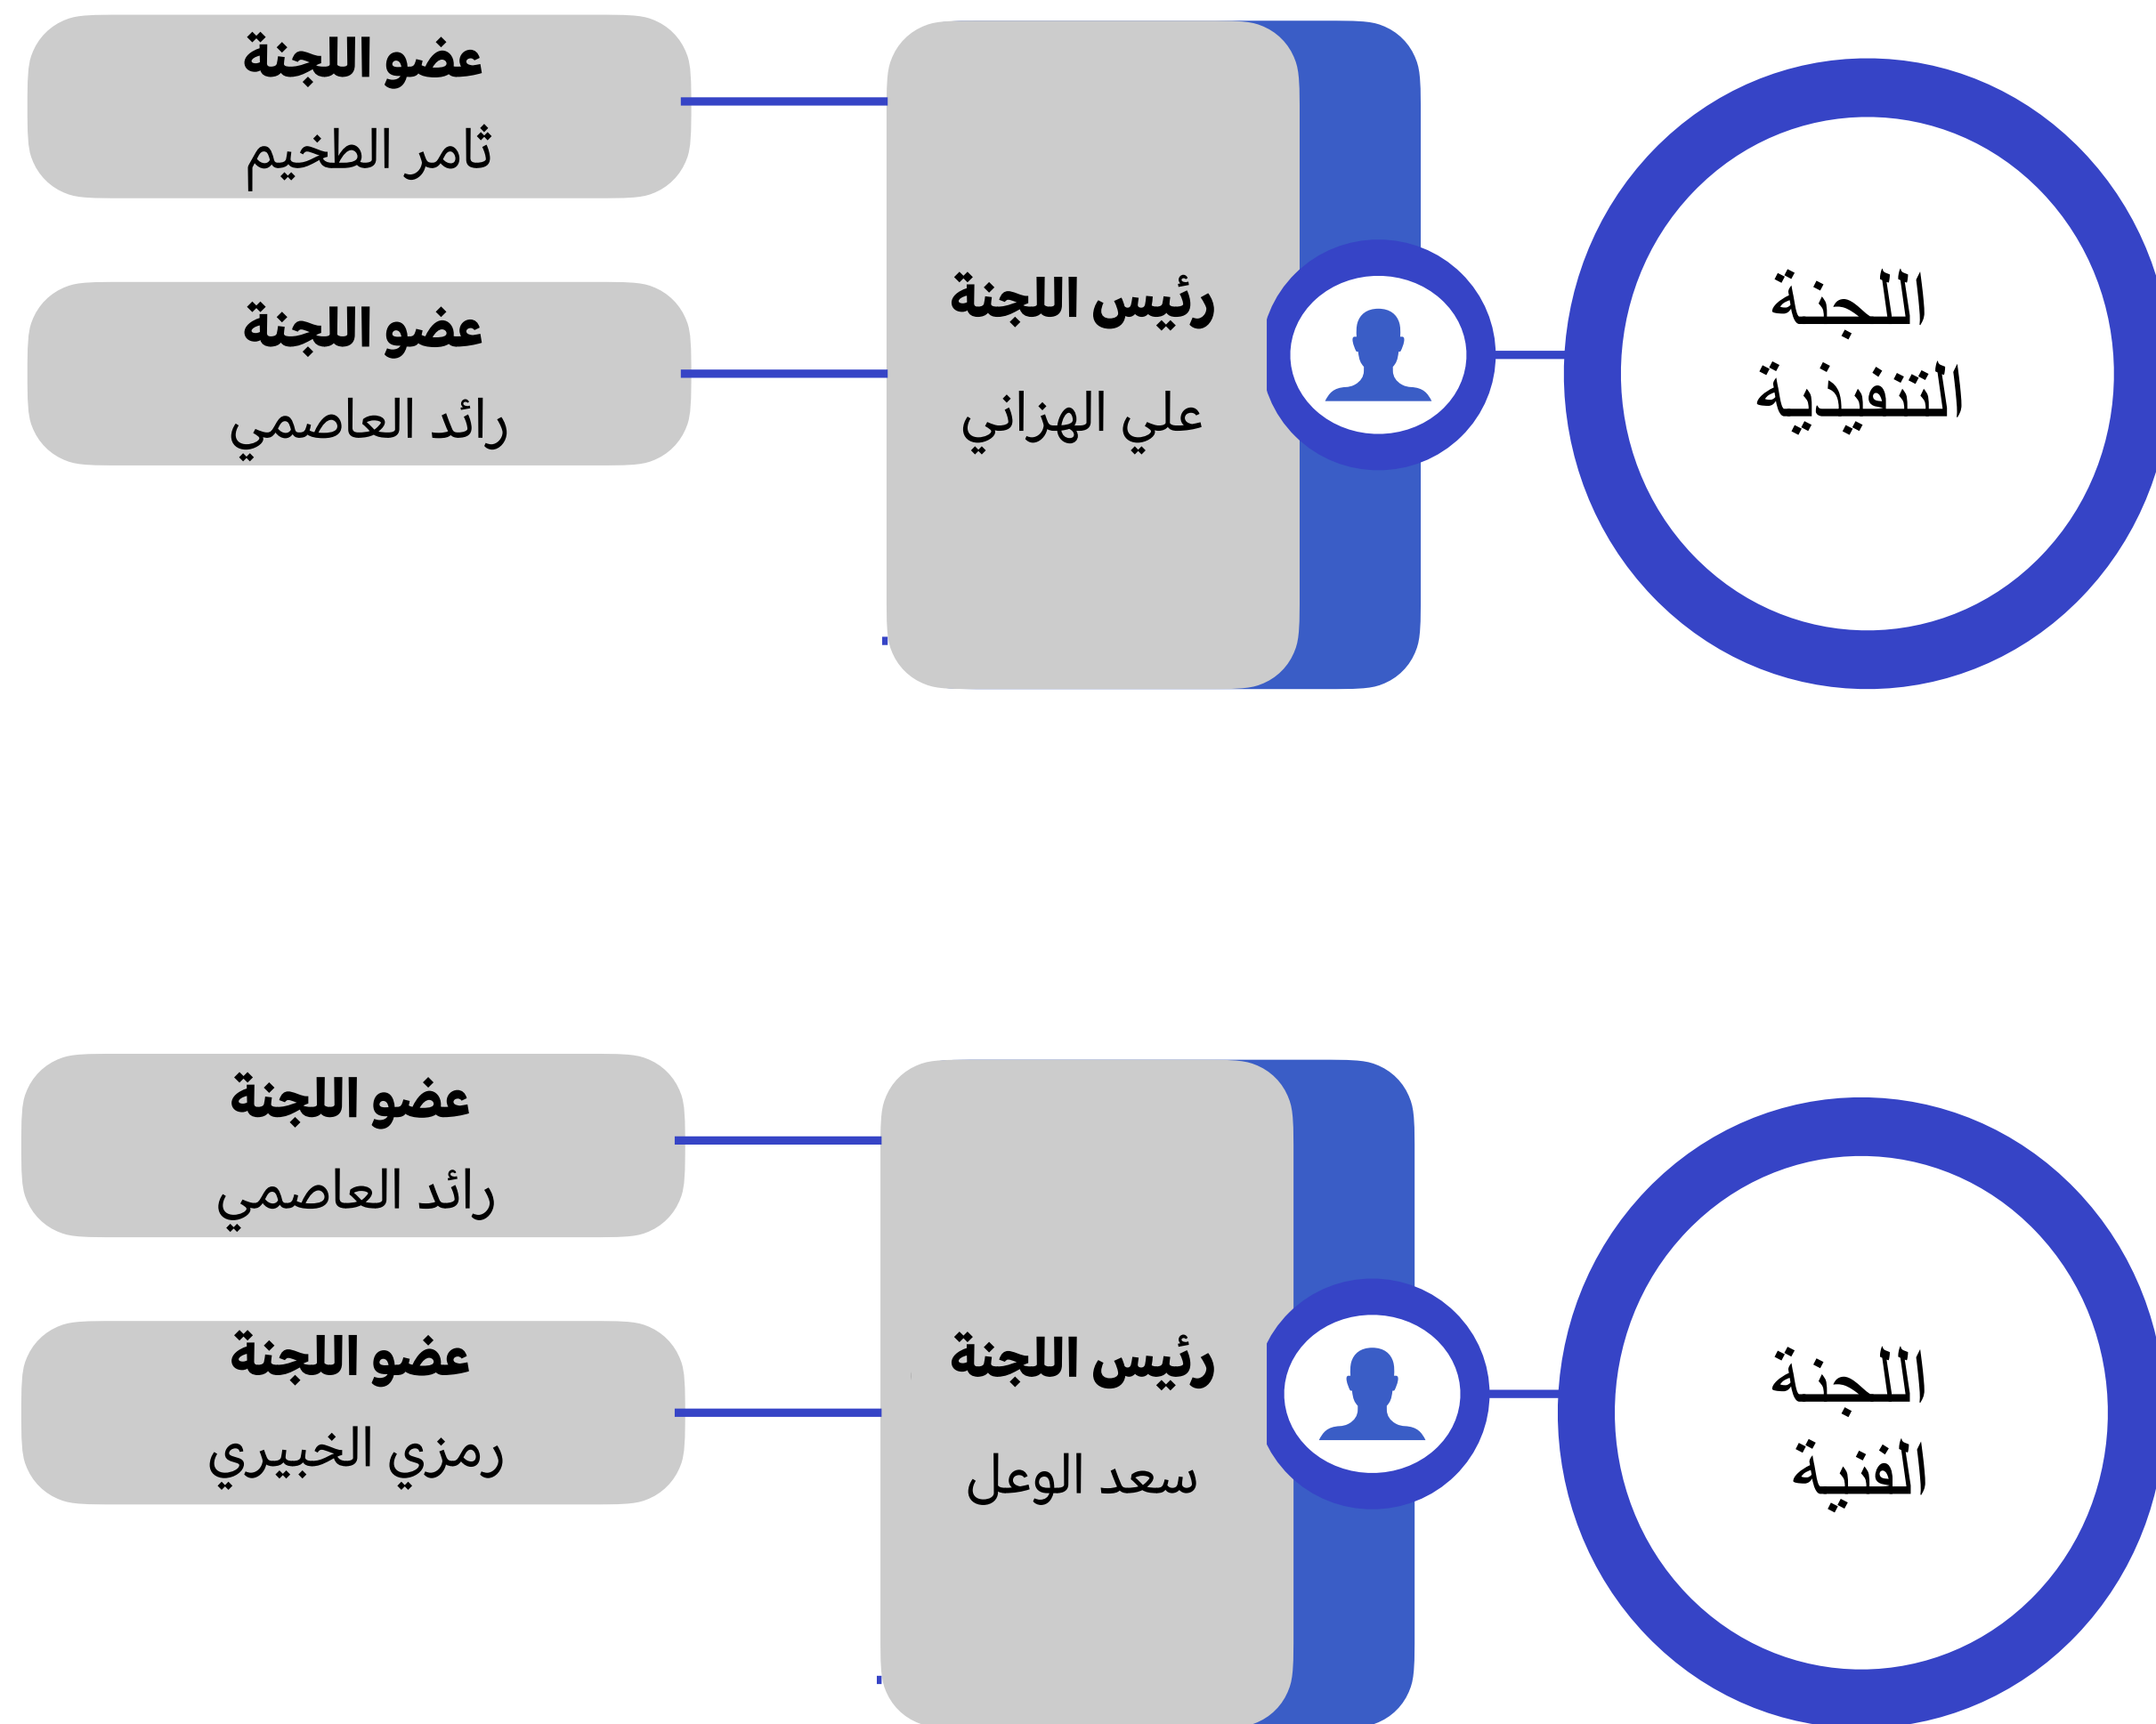 اللجنة
التنفيذية
رئيس اللجنة
علي الهزاني
عضو اللجنة
ثامر الطخيم
عضو اللجنة
رائد العاصمي
اللجنة
الفنية
رئيس اللجنة
سعد الوعل
عضو اللجنة
رائد العاصمي
عضو اللجنة
رمزي الخسيري